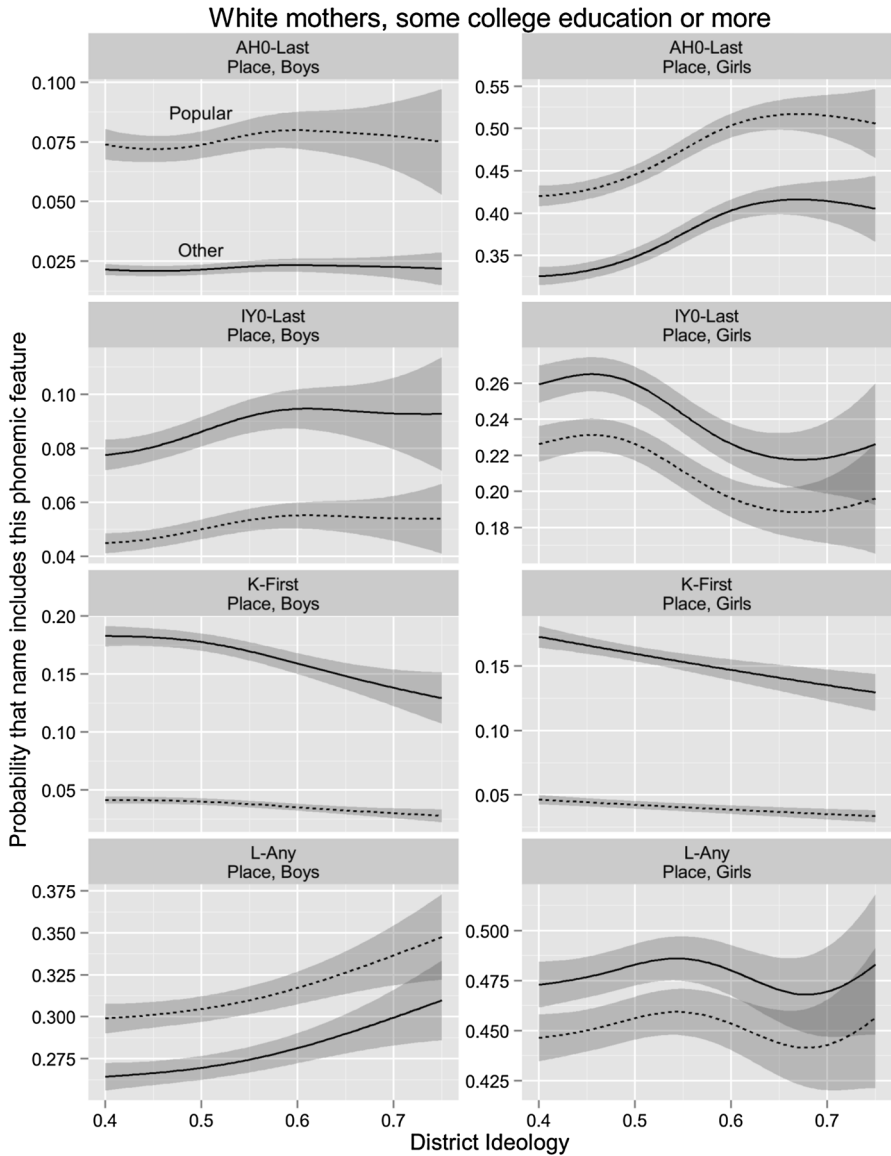 White mothers, some college education or more
AH0-Last
Place, Boys
0.100
0.075
0.050
0.025
Popular
Other
AH0-Last
Place, Girls
0.55
0.50
0.45
0.40
0.35
IY0-Last
Place, Boys
0.10
0.08
0.06
0.04
IY0-Last
Place, Girls
0.26
0.24
0.22
0.20
0.18
K-First
Place, Boys
0.20
0.15
0.10
0.05
K-First
Place, Girls
0.15
0.10
0.05
L-Any
Place, Boys
0.375
0.350
0.325
0.300
0.275
0.4 0.5 0.6 0.7
L-Any
Place, Girls
0.500
0.475
0.450
0.425
0.4 0.5 0.6 0.7
District Ideology
Probability that name includes this phonemic feature